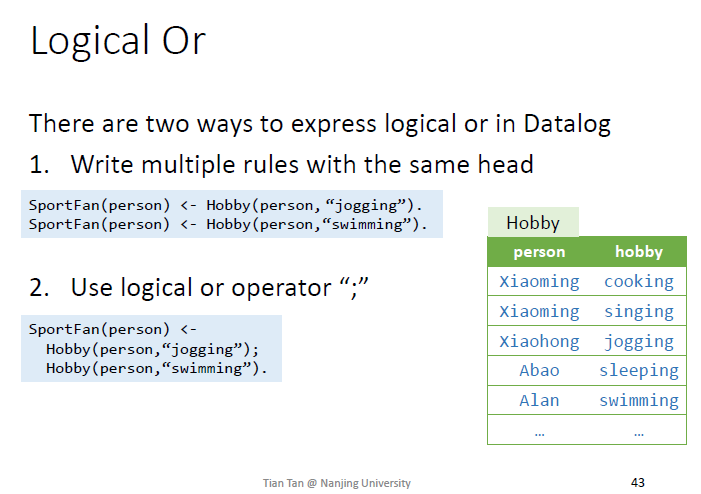 Logical Or
There are two ways to express logical or in Datalog
1. Write multiple rules with the same head
SportFan(person) <- Hobby(person,“jogging”).
SportFan(person) <- Hobby(person,“swimming”).
2. Use logical or operator “;”
SportFan(person) <-
Hobby(person,“jogging”);
Hobby(person,“swimming”).
Hobby
person hobby
Xiaoming cooking
Xiaoming singing
Xiaohong jogging
Abao sleeping
Alan swimming
… …
Tian Tan @ Nanjing University
43